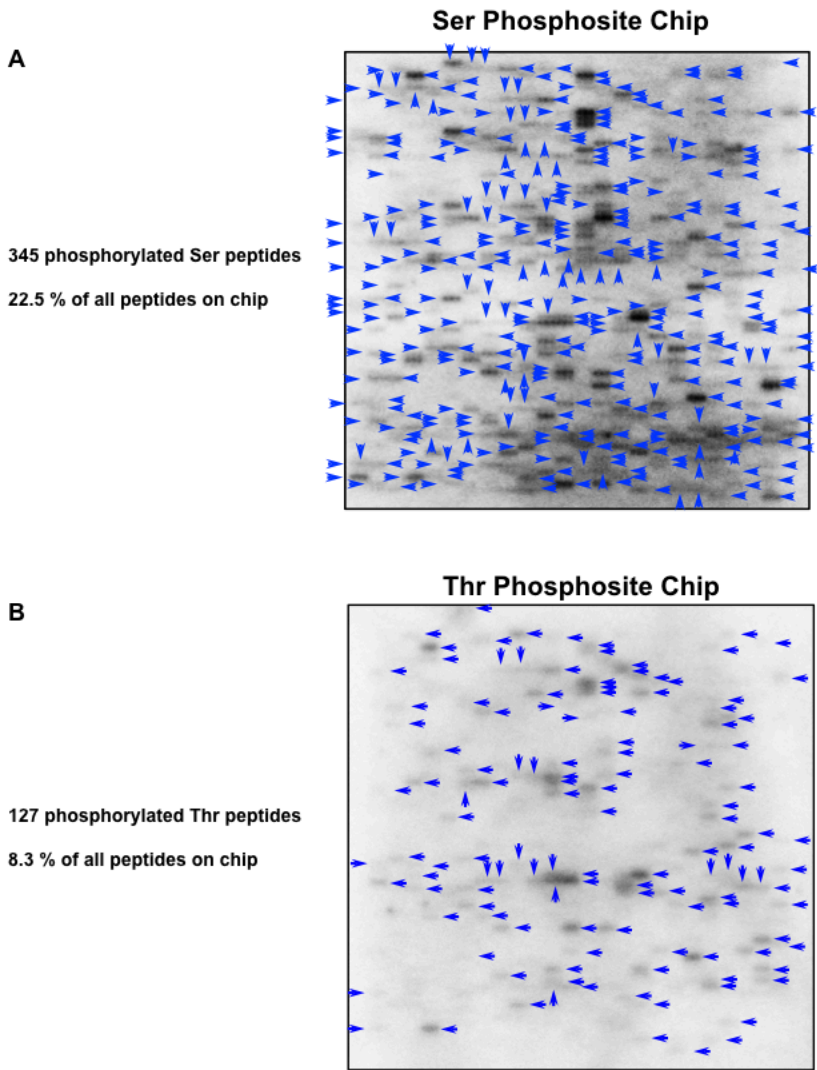 Ser Phosphosite Chip
A
345 phosphorylated Ser peptides
22.5 % of all peptides on chip
Thr Phosphosite Chip
B
127 phosphorylated Thr peptides
8.3 % of all peptides on chip